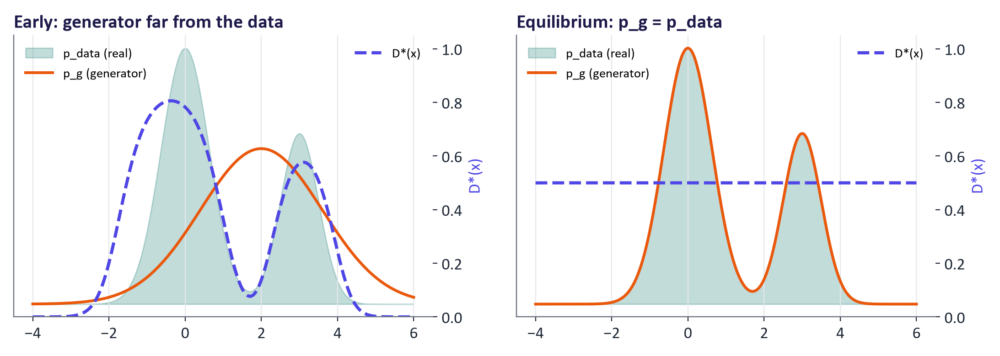 Early: generator far from the data
p_data (real)
p_g (generator)
D*(x)
1.0
0.8
0.6
0.4
0.2
0.0
D*(x)
−4
−2
0
2
4
6
Equilibrium: p_g = p_data
p_data (real)
p_g (generator)
D*(x)
1.0
0.8
0.6
0.4
0.2
0.0
D*(x)
−4
−2
0
2
4
6